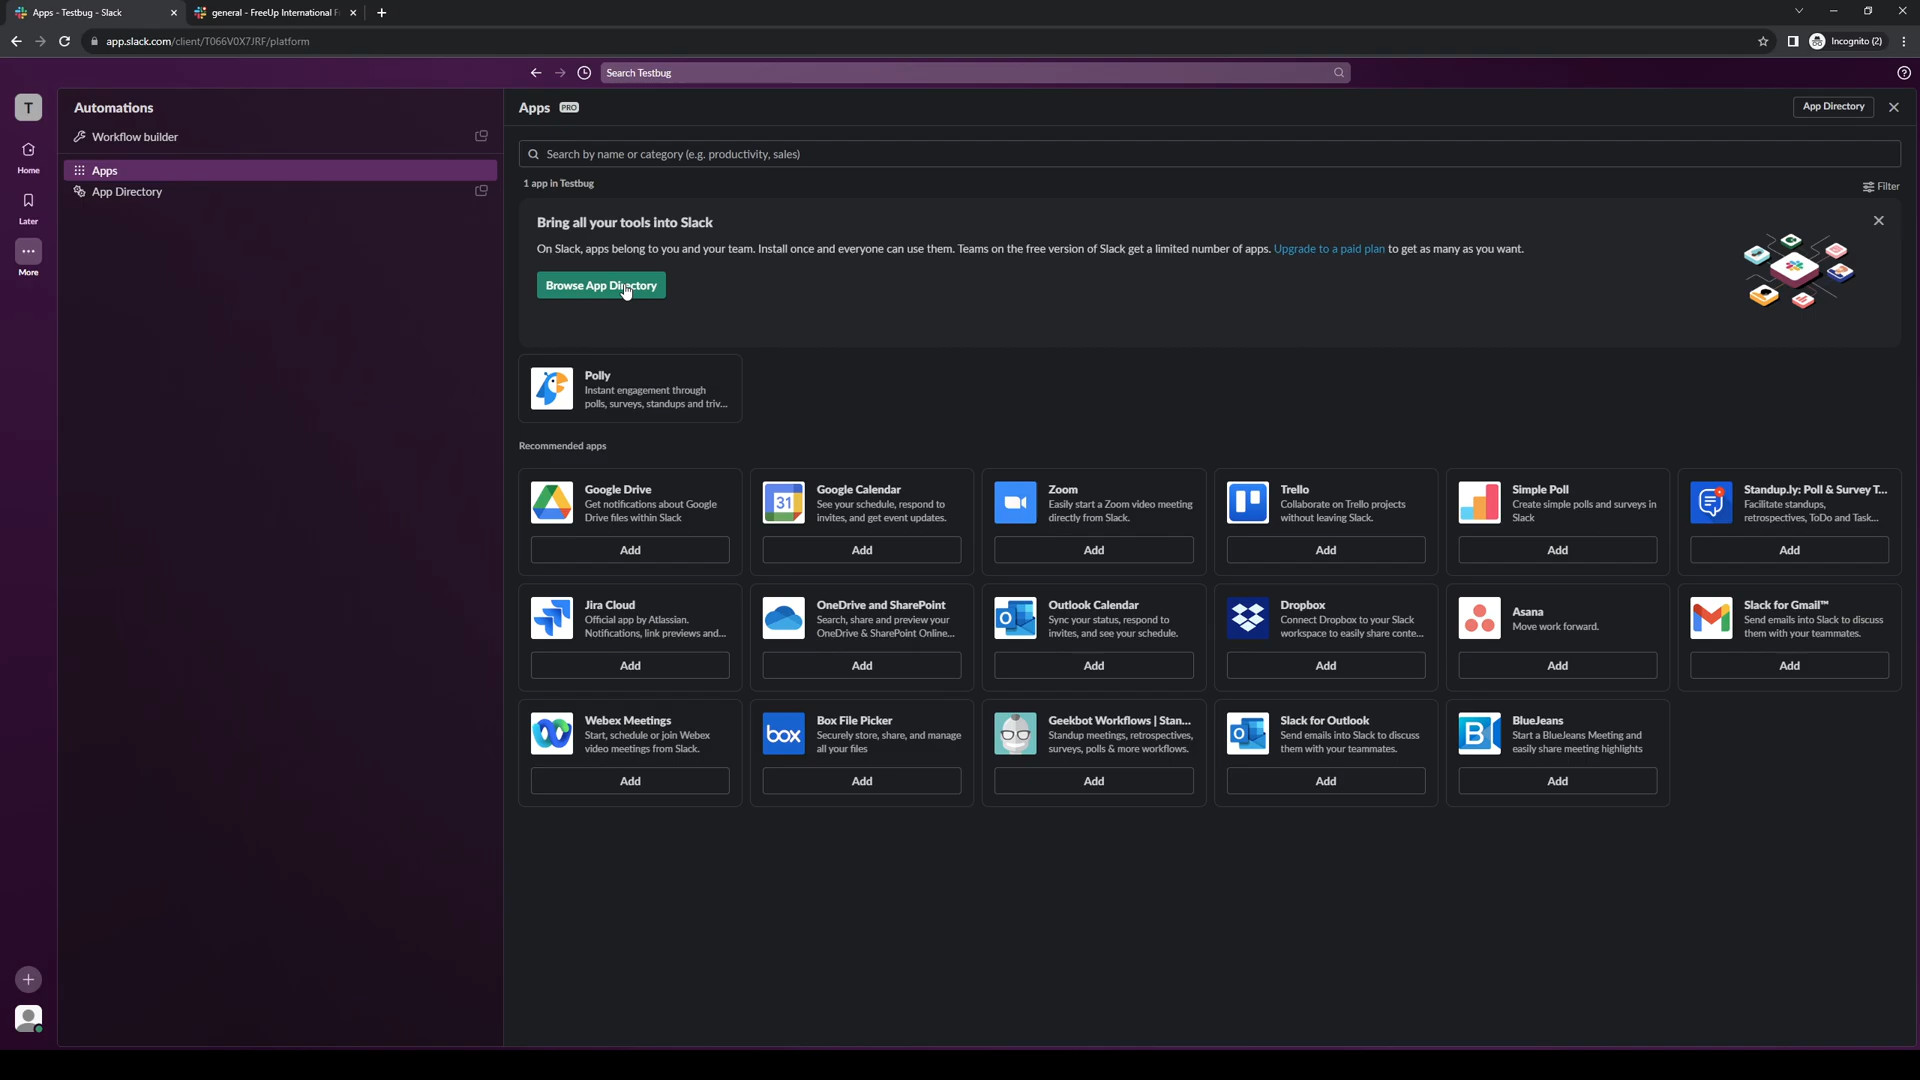 Apps - Testbug - Slack
general - FreeUp International F
app.slack.com/client/T066V0X7JRF/platform
Incognito (2)
Search Testbug
T
Automations
Apps PRO
App Directory
Workflow builder
Home
Search by name or category (e.g. productivity, sales)
Apps
App Directory
1 app in Testbug
Filter
Later
Bring all your tools into Slack
On Slack, apps belong to you and your team. Install once and everyone can use them. Teams on the free version of Slack get a limited number of apps. Upgrade to a paid plan to get as many as you want.
More
Browse App Directory
Polly
Instant engagement through
polls, surveys, standups and triv...
Recommended apps
Google Drive
Get notifications about Google
Drive files within Slack
Add
31
Google Calendar
See your schedule, respond to
invites, and get event updates.
Add
Zoom
Easily start a Zoom video meeting
directly from Slack.
Add
Trello
Collaborate on Trello projects
without leaving Slack.
Add
Simple Poll
Create simple polls and surveys in
Slack
Add
Standup.ly: Poll & Survey T...
Facilitate standups,
retrospectives, ToDo and Task...
Add
Jira Cloud
Official app by Atlassian.
Notifications, link previews and...
Add
OneDrive and SharePoint
Search, share and preview your
OneDrive & SharePoint Online...
Add
Outlook Calendar
Sync your status, respond to
invites, and see your schedule.
Add
Dropbox
Connect Dropbox to your Slack
workspace to easily share conte...
Add
Asana
Move work forward.
Add
Slack for Gmail™
Send emails into Slack to discuss
them with your teammates.
Add
Webex Meetings
Start, schedule or join Webex
video meetings from Slack.
Add
box
Box File Picker
Securely store, share, and manage
all your files
Add
Geekbot Workflows | Stan...
Standup meetings, retrospectives,
surveys, polls & more workflows.
Add
Slack for Outlook
Send emails into Slack to discuss
them with your teammates.
Add
B
BlueJeans
Start a BlueJeans Meeting and
easily share meeting highlights
Add